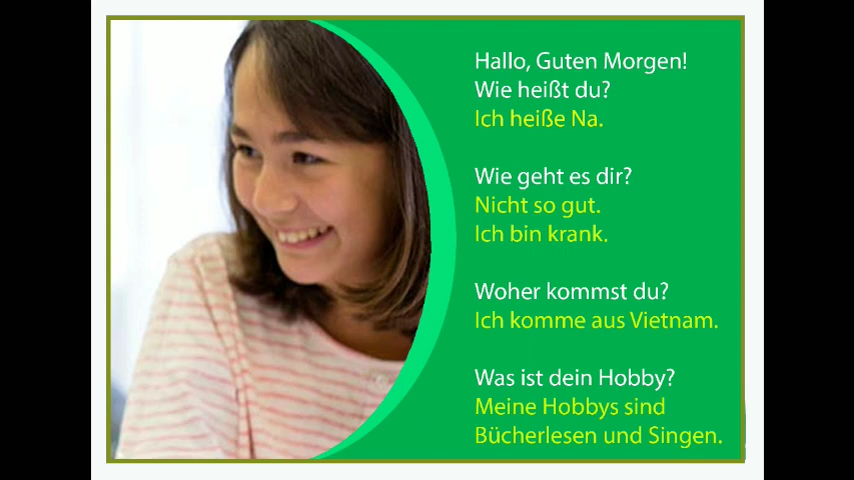 Hallo, Guten Morgen!
Wie heißt du?
Ich heiße Na.
Wie geht es dir?
Nicht so gut.
Ich bin krank.
Woher kommst du?
Ich komme aus Vietnam.
Was ist dein Hobby?
Meine Hobbys sind
Bücherlesen und Singen.